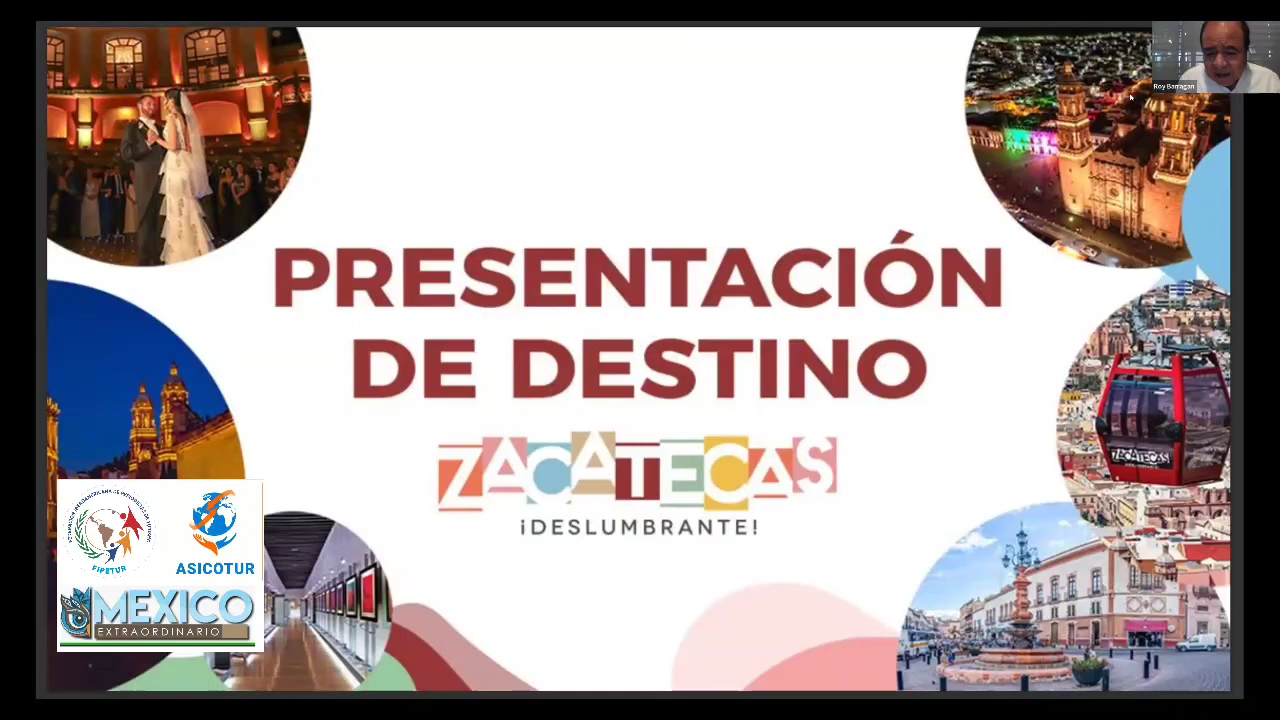 Roy Barragan
PRESENTACIÓN
DE DESTINO
ZACATECAS
¡DESLUMBRANTE!
ZACATECAS
FIPETUR
ASICOTUR
MEXICO
EXTRAORDINARIO